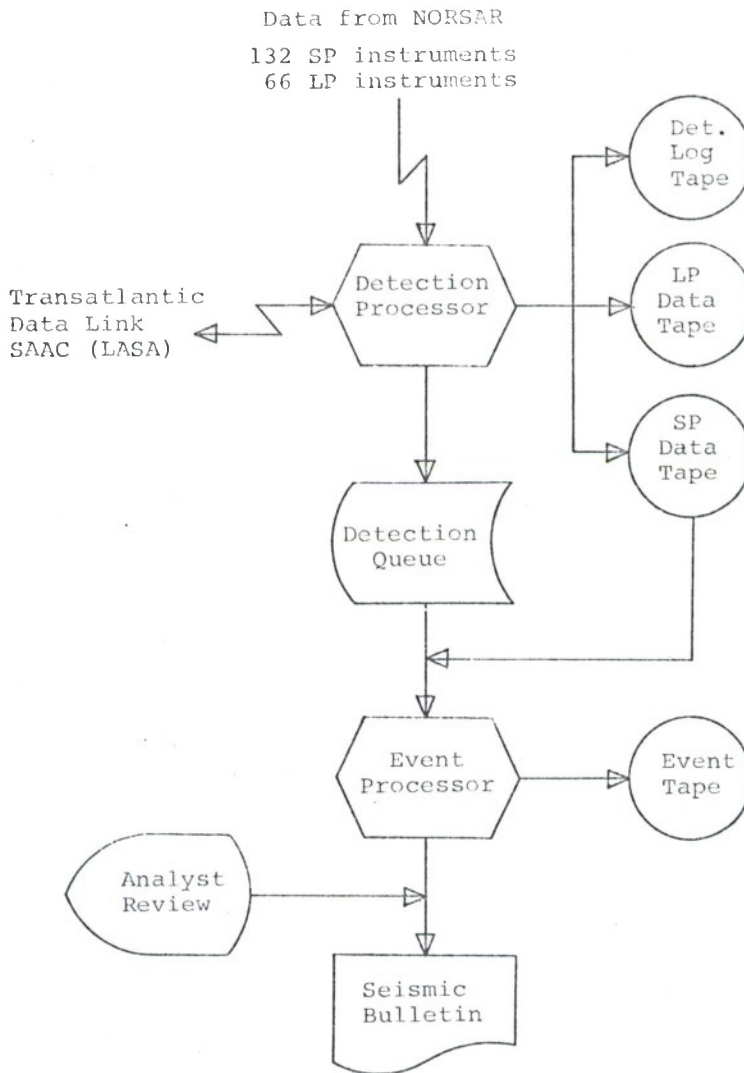 Data from NORSAR
132 SP instruments
66 LP instruments
Det.
Log
Tape
Detection
Processor
LP
Data
Tape
Transatlantic
Data Link
SAAC (LASA)
SP
Data
Tape
Detection
Queue
Event
Processor
Event
Tape
Analyst
Review
Seismic
Bulletin